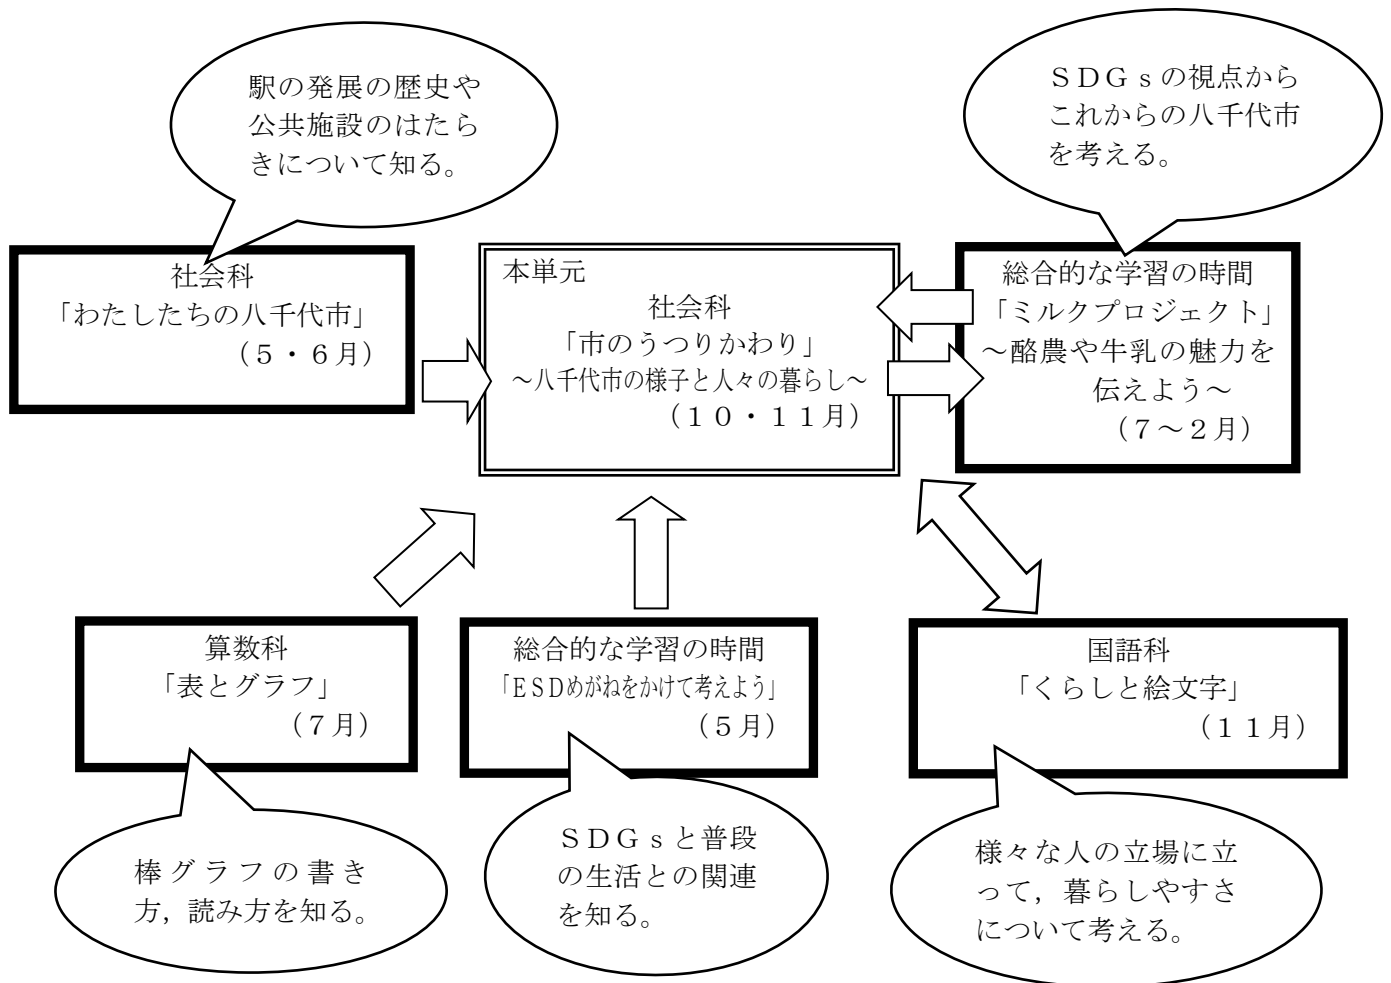 駅の発展の歴史や
公共施設のはたら
きについて知る。
ＳＤＧｓの視点から
これからの八千代市
を考える。
社会科
「わたしたちの八千代市」
（５・６月）
本単元
社会科
「市のうつりかわり」
～八千代市の様子と人々の暮らし～
（１０・１１月）
総合的な学習の時間
「ミルクプロジェクト」
～酪農や牛乳の魅力を
伝えよう～
（７～２月）
算数科
「表とグラフ」
（７月）
総合的な学習の時間
「ＥＳＤめがねをかけて考えよう」
（５月）
国語科
「くらしと絵文字」
（１１月）
棒グラフの書き
方，読み方を知る。
ＳＤＧｓと普段
の生活との関連
を知る。
様々な人の立場に立
って，暮らしやすさ
について考える。